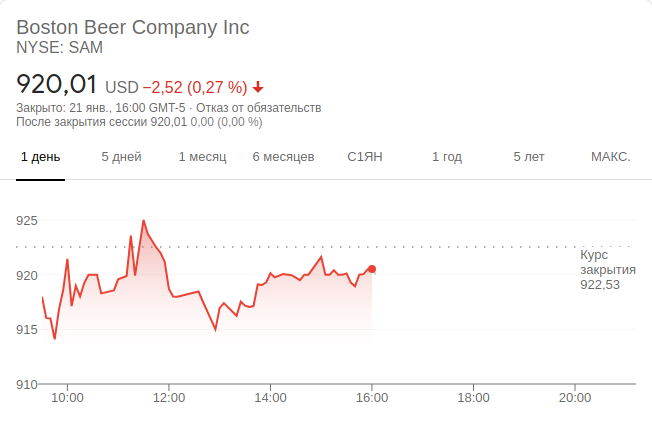 Boston Beer Company Inc
NYSE: SAM
920,01 USD −2,52 (0,27 %)
Закрыто: 21 янв., 16:00 GMT-5 · Отказ от обязательств
После закрытия сессии 920,01 0,00 (0,00 %)
1 день 5 дней 1 месяц 6 месяцев С1ЯН 1 год 5 лет МАКС.
925
920
915
910
Курс
закрытия
922,53
10:00 12:00 14:00 16:00 18:00 20:00